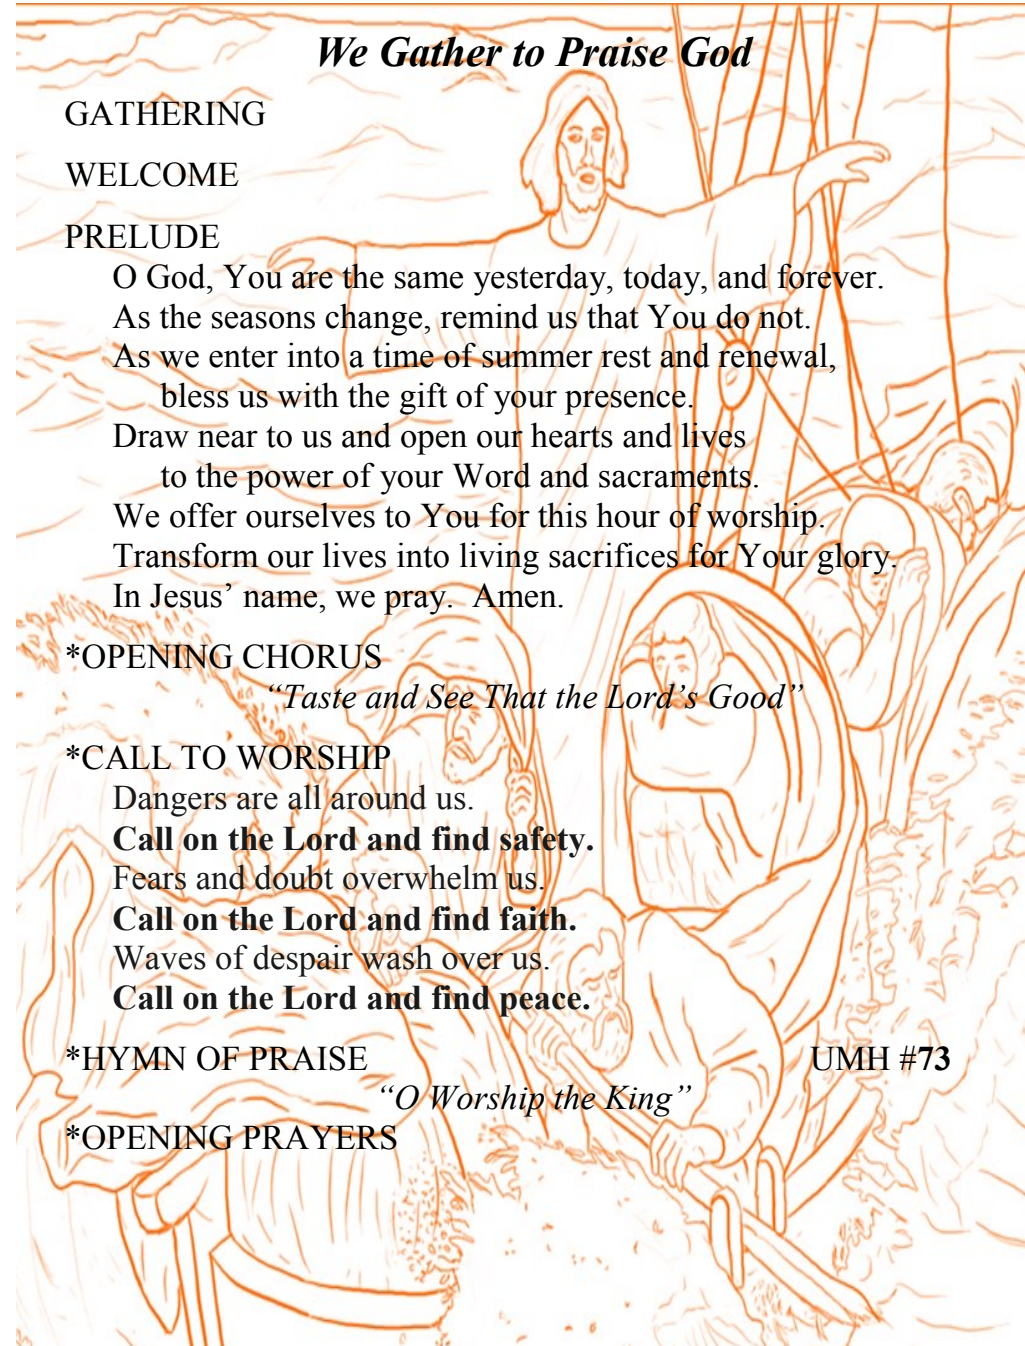 We Gather to Praise God
GATHERING
WELCOME
PRELUDE
O God, You are the same yesterday, today, and forever.
As the seasons change, remind us that You do not.
As we enter into a time of summer rest and renewal,
bless us with the gift of your presence.
Draw near to us and open our hearts and lives
to the power of your Word and sacraments.
We offer ourselves to You for this hour of worship.
Transform our lives into living sacrifices for Your glory.
In Jesus’ name, we pray.  Amen.
*OPENING CHORUS
“Taste and See That the Lord’s Good”
*CALL TO WORSHIP
Dangers are all around us.
Call on the Lord and find safety.
Fears and doubt overwhelm us.
Call on the Lord and find faith.
Waves of despair wash over us.
Call on the Lord and find peace.
*HYMN OF PRAISE UMH #73
“O Worship the King”
*OPENING PRAYERS